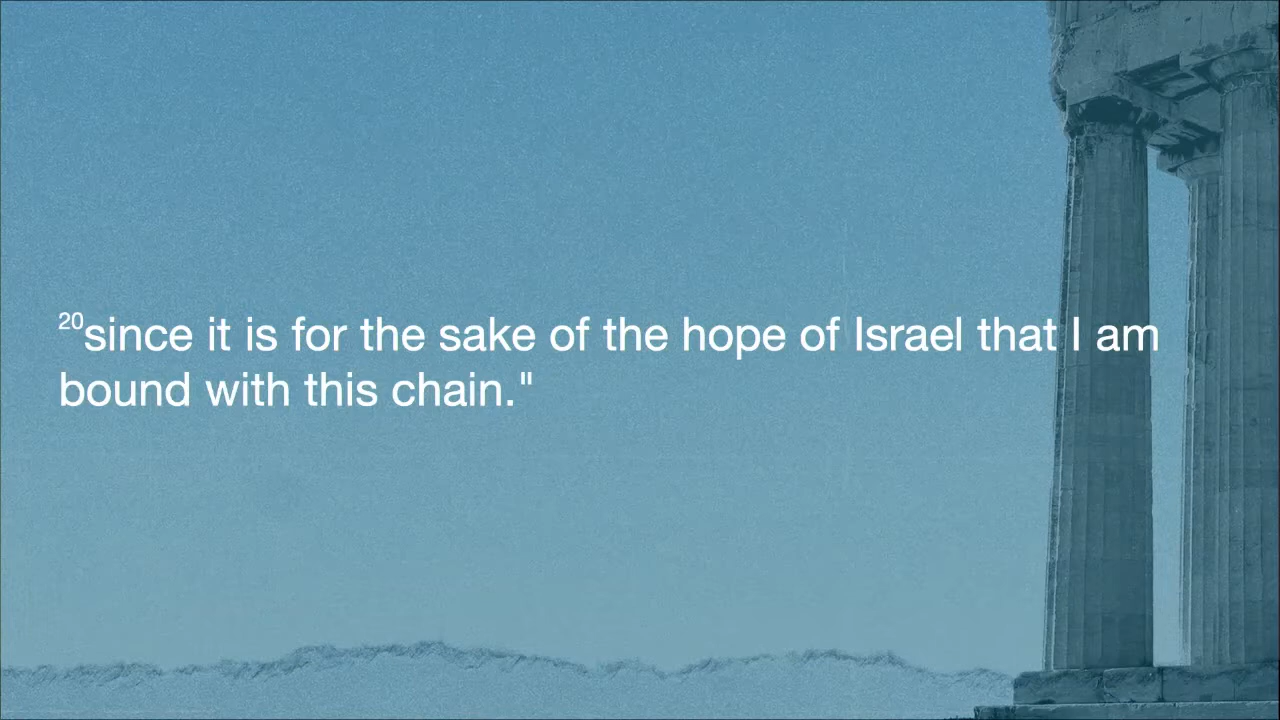 20since it is for the sake of the hope of Israel that I am
bound with this chain."